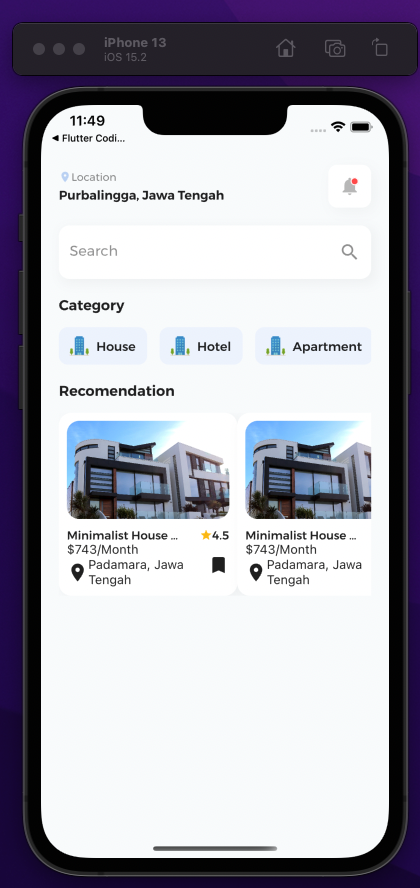 iPhone 13
iOS 15.2
11:49
◀ Flutter Codi...
Location
Purbalingga, Jawa Tengah
Search
Category
House Hotel Apartment
Recomendation
Minimalist House ... ★4.5 Minimalist House ...
$743/Month $743/Month
Padamara, Jawa Padamara, Jawa
Tengah Tengah